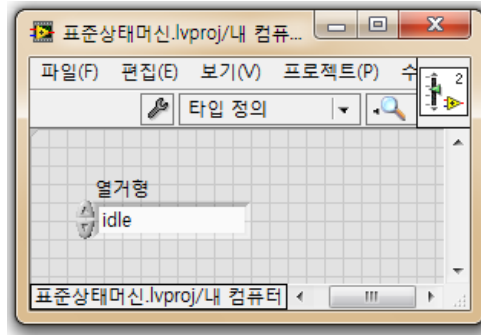 표준상태머신.lvproj/내 컴퓨...
파일(F) 편집(E) 보기(V) 프로젝트(P) 수
2
타입 정의
열거형
idle
표준상태머신.lvproj/내 컴퓨터